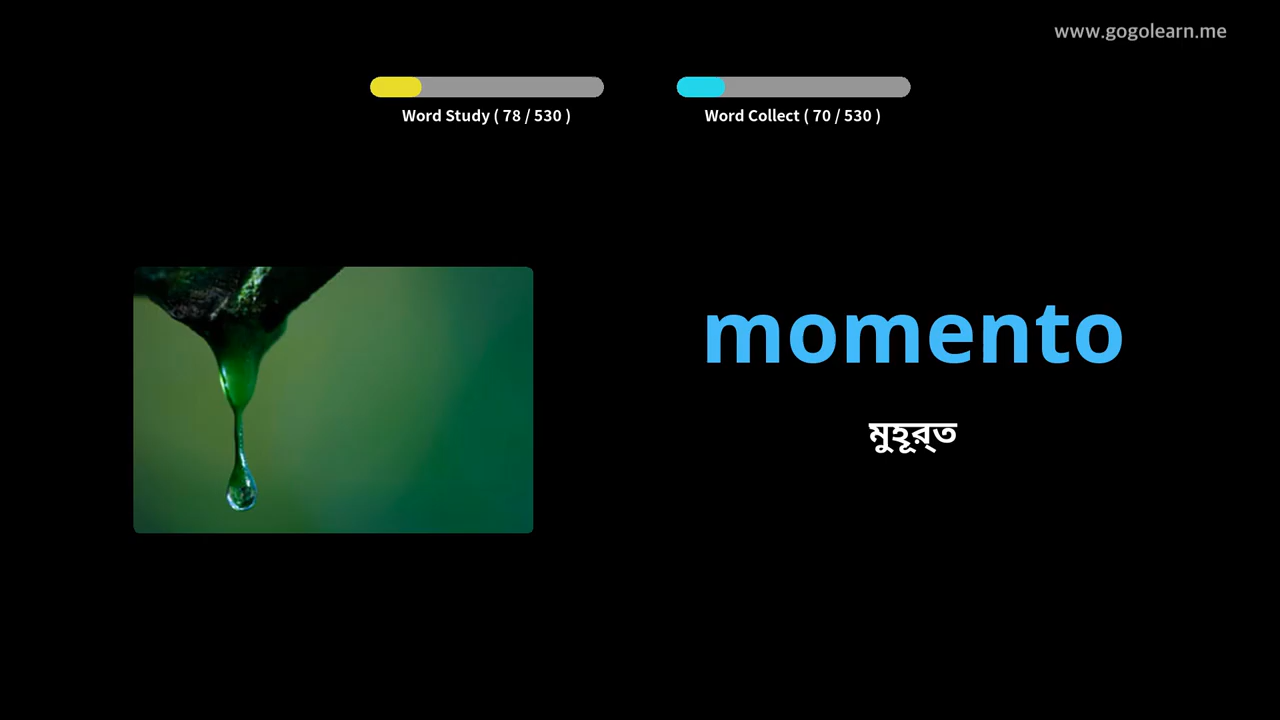 www.gogolearn.me
Word Study ( 78 / 530 )
Word Collect ( 70 / 530 )
momento
মুহূর্ত